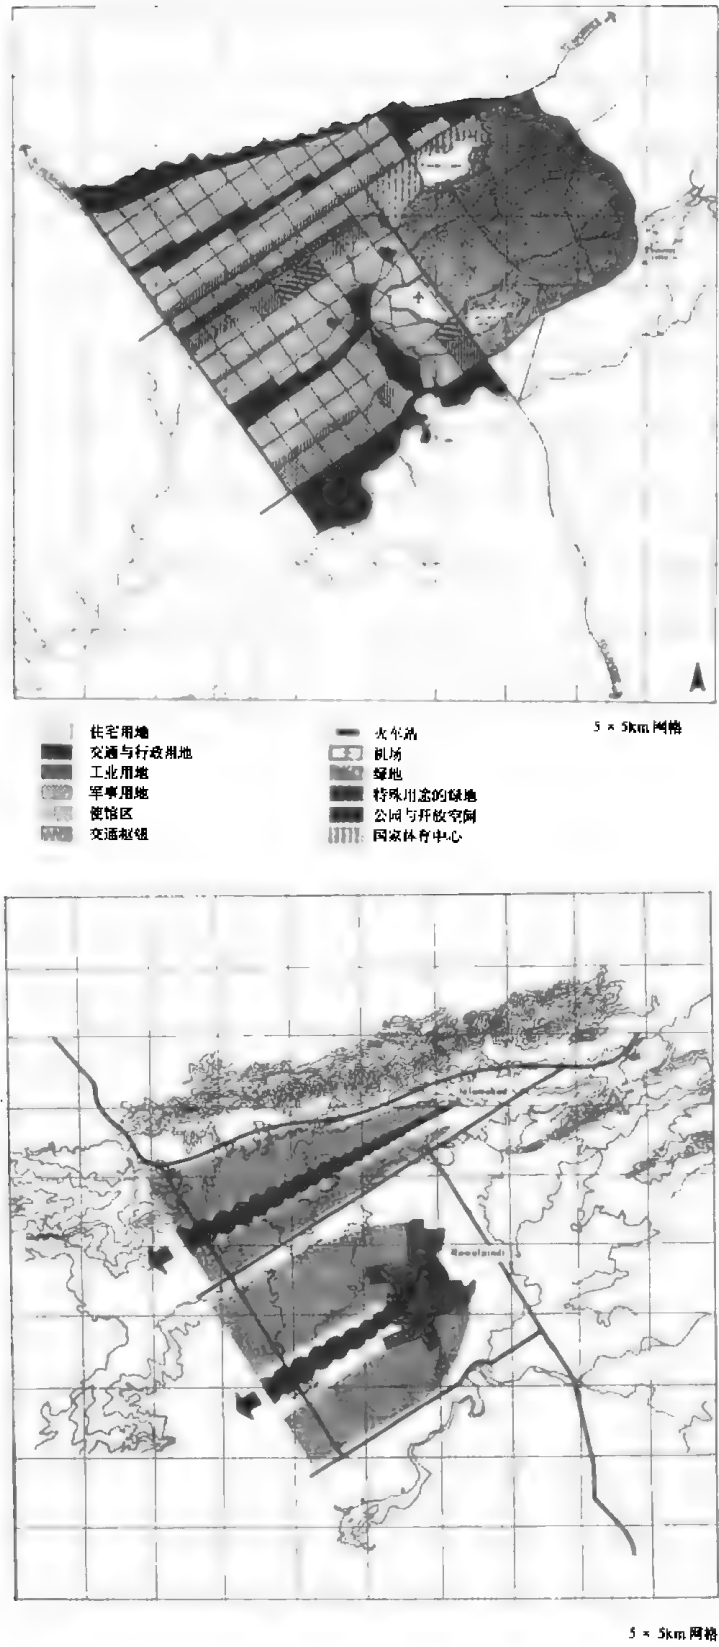 5 × 5km 网格
住宅用地
交通与行政用地
工业用地
军事用地
使馆区
交通枢纽
火车站
机场
绿地
特殊用途的绿地
公园与开放空间
国家体育中心
Islamabad
Rawalpindi
5 × 5km 网格